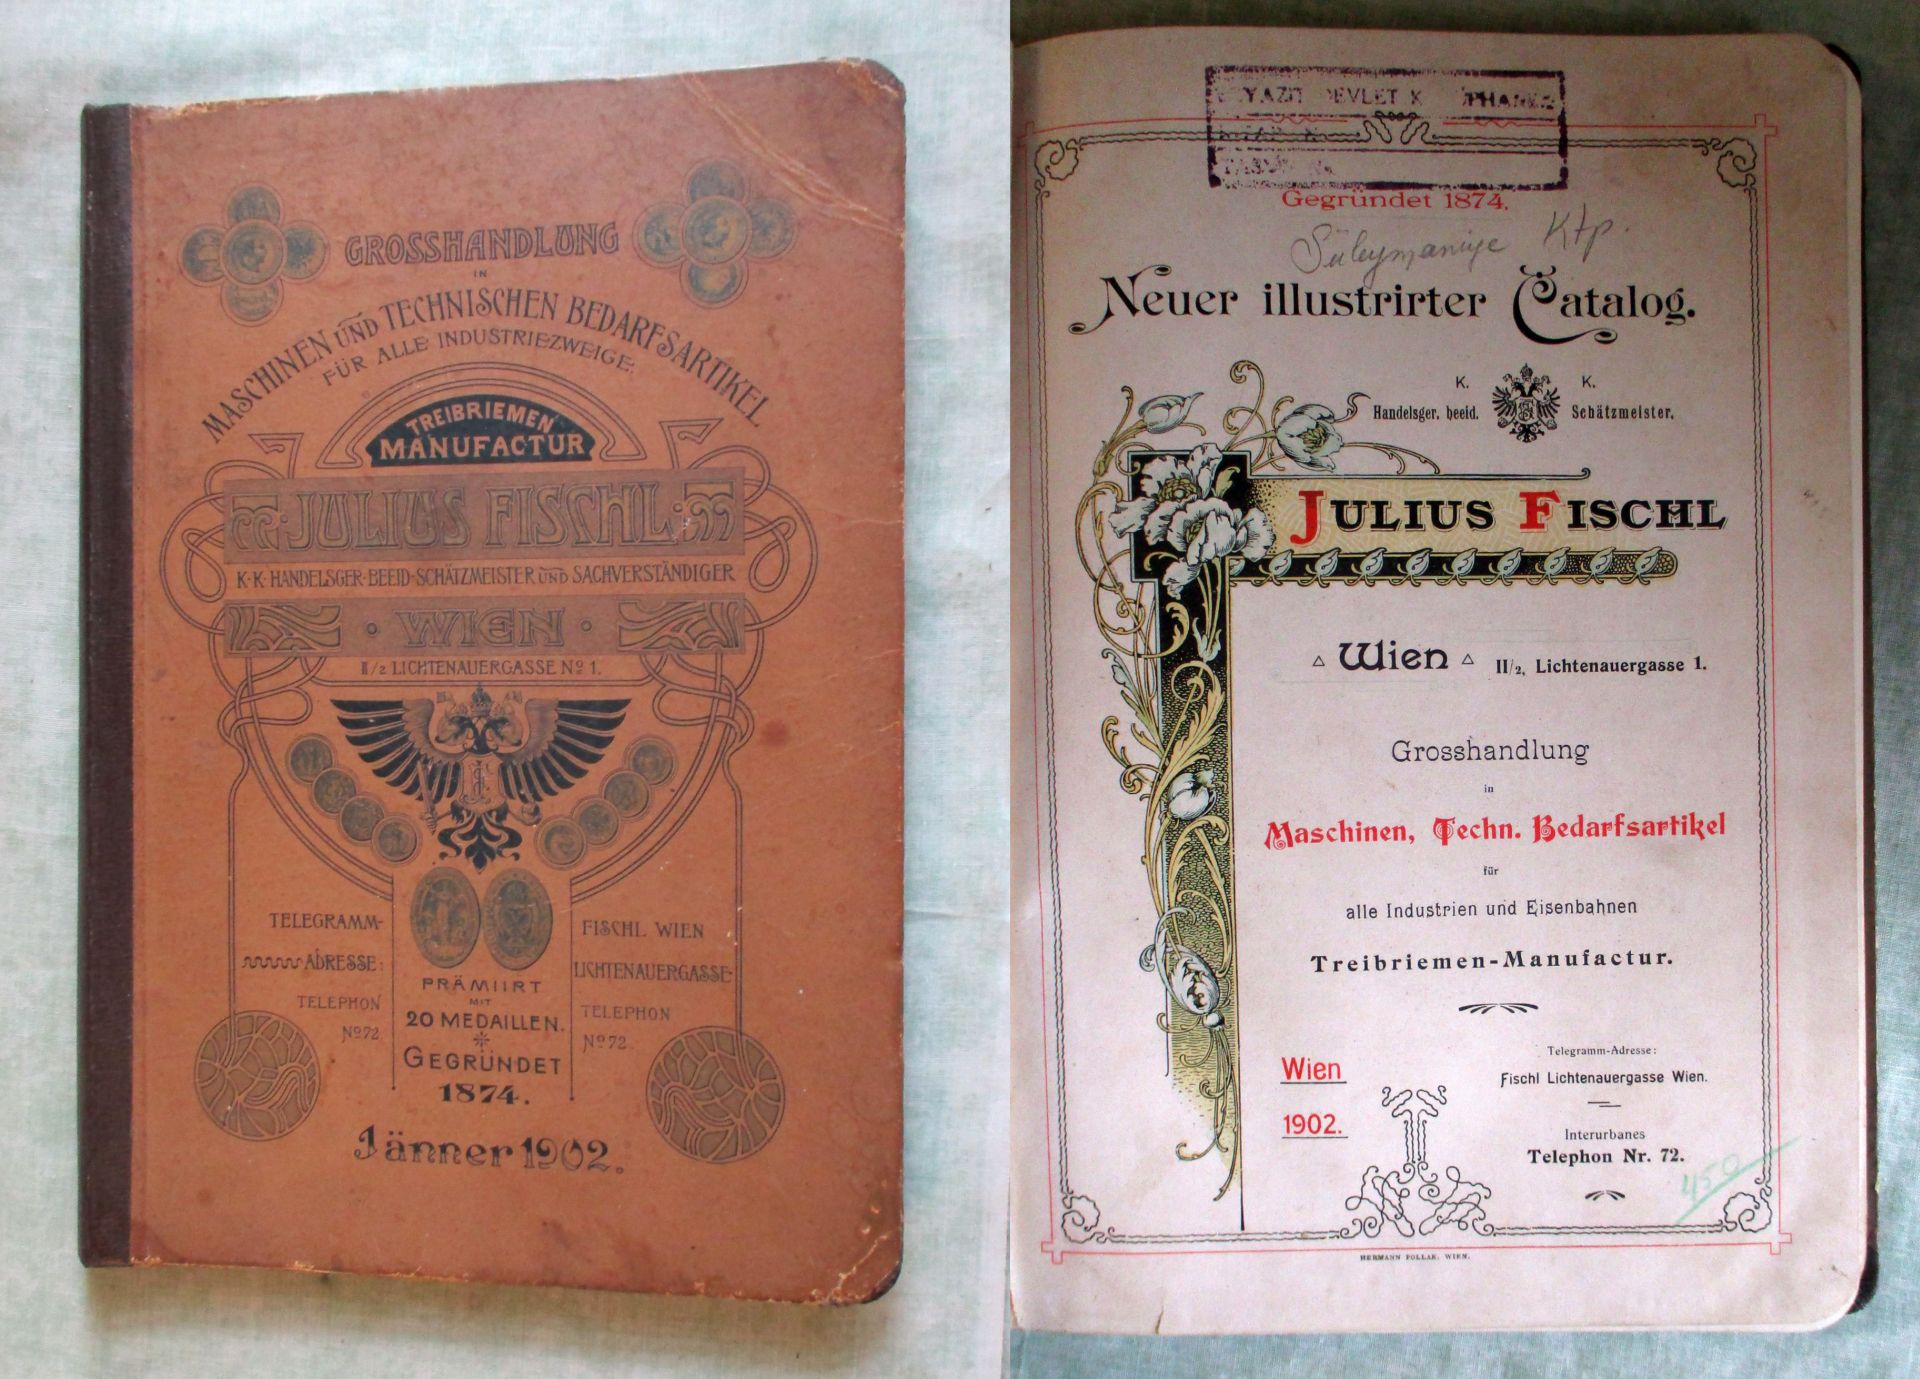 GROSSHANDLUNG
IN
MASCHINEN UND TECHNISCHEN BEDARFSARTIKEL
FÜR ALLE INDUSTRIEZWEIGE.
TREIBRIEMEN
MANUFACTUR
JULIUS FISCHL
K·K·HANDELSGER·BEEID·SCHÄTZMEISTER UND SACHVERSTÄNDIGER
WIEN
II/2 LICHTENAUERGASSE No 1.
TELEGRAMM-
ADRESSE:
TELEPHON
No 72
PRÄMIIRT
MIT
20 MEDAILLEN.
GEGRÜNDET
1874.
FISCHL WIEN
LICHTENAUERGASSE
TELEPHON
No 72
Jänner 1902.
DEVLET
Gegründet 1874.
Süleymaniye Ktp.
Neuer illustrirter Catalog.
K. K.
Handelsger. beeid. Schätzmeister.
JULIUS FISCHL
Wien II/2, Lichtenauergasse 1.
Grosshandlung
in
Maschinen, Techn. Bedarfsartikel
für
alle Industrien und Eisenbahnen
Treibriemen-Manufactur.
Wien
1902.
Telegramm-Adresse:
Fischl Lichtenauergasse Wien.
Interurbanes
Telephon Nr. 72.
450
HERMANN POLLAK, WIEN.